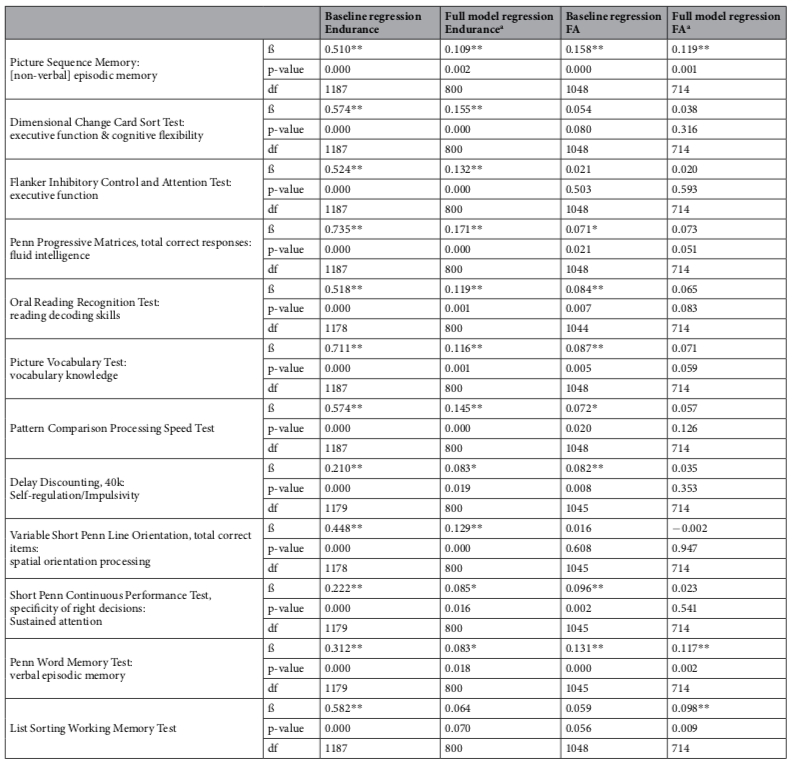 Baseline regression Endurance | Full model regression Enduranceᵃ | Baseline regression FA | Full model regression FAᵃ
Picture Sequence Memory: [non-verbal] episodic memory
ß 0.510** 0.109** 0.158** 0.119**
p-value 0.000 0.002 0.000 0.001
df 1187 800 1048 714
Dimensional Change Card Sort Test: executive function & cognitive flexibility
ß 0.574** 0.155** 0.054 0.038
p-value 0.000 0.000 0.080 0.316
df 1187 800 1048 714
Flanker Inhibitory Control and Attention Test: executive function
ß 0.524** 0.132** 0.021 0.020
p-value 0.000 0.000 0.503 0.593
df 1187 800 1048 714
Penn Progressive Matrices, total correct responses: fluid intelligence
ß 0.735** 0.171** 0.071* 0.073
p-value 0.000 0.000 0.021 0.051
df 1187 800 1048 714
Oral Reading Recognition Test: reading decoding skills
ß 0.518** 0.119** 0.084** 0.065
p-value 0.000 0.001 0.007 0.083
df 1178 800 1044 714
Picture Vocabulary Test: vocabulary knowledge
ß 0.711** 0.116** 0.087** 0.071
p-value 0.000 0.001 0.005 0.059
df 1187 800 1048 714
Pattern Comparison Processing Speed Test
ß 0.574** 0.145** 0.072* 0.057
p-value 0.000 0.000 0.020 0.126
df 1187 800 1048 714
Delay Discounting, 40k: Self-regulation/Impulsivity
ß 0.210** 0.083* 0.082** 0.035
p-value 0.000 0.019 0.008 0.353
df 1179 800 1045 714
Variable Short Penn Line Orientation, total correct items: spatial orientation processing
ß 0.448** 0.129** 0.016 −0.002
p-value 0.000 0.000 0.608 0.947
df 1178 800 1045 714
Short Penn Continuous Performance Test, specificity of right decisions: Sustained attention
ß 0.222** 0.085* 0.096** 0.023
p-value 0.000 0.016 0.002 0.541
df 1179 800 1045 714
Penn Word Memory Test: verbal episodic memory
ß 0.312** 0.083* 0.131** 0.117**
p-value 0.000 0.018 0.000 0.002
df 1179 800 1045 714
List Sorting Working Memory Test
ß 0.582** 0.064 0.059 0.098**
p-value 0.000 0.070 0.056 0.009
df 1187 800 1048 714